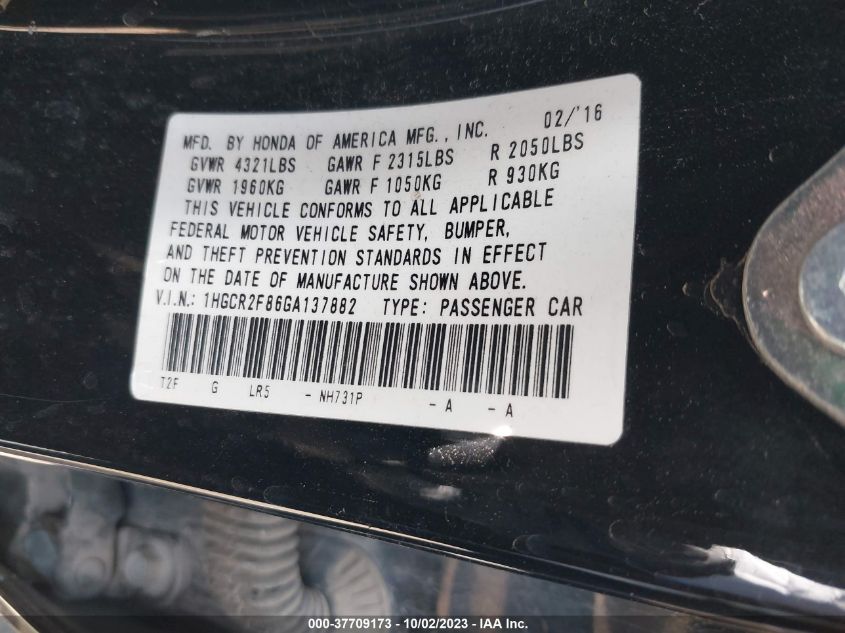 MFD. BY HONDA OF AMERICA MFG., INC. 02/'16
GVWR 4321LBS GAWR F 2315LBS R 2050LBS
GVWR 1960KG GAWR F 1050KG R 930KG
THIS VEHICLE CONFORMS TO ALL APPLICABLE
FEDERAL MOTOR VEHICLE SAFETY, BUMPER,
AND THEFT PREVENTION STANDARDS IN EFFECT
ON THE DATE OF MANUFACTURE SHOWN ABOVE.
V.I.N.: 1HGCR2F86GA137882 TYPE: PASSENGER CAR
T2F G LR5 - NH731P - A - A
000-37709173 - 10/02/2023 - IAA Inc.